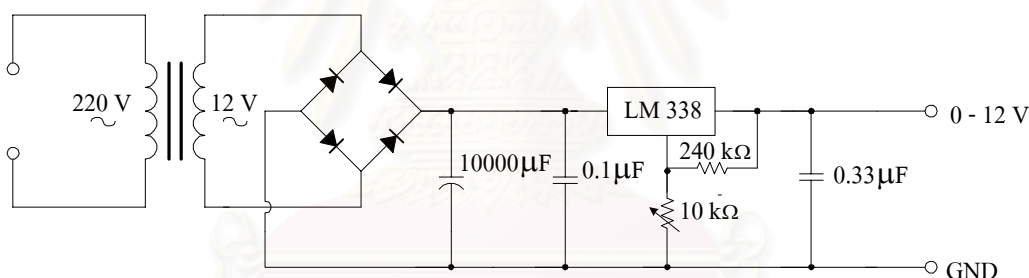 220 V
12 V
LM 338
0 - 12 V
240 kΩ
10000µF
0.1µF
0.33µF
10 kΩ
GND